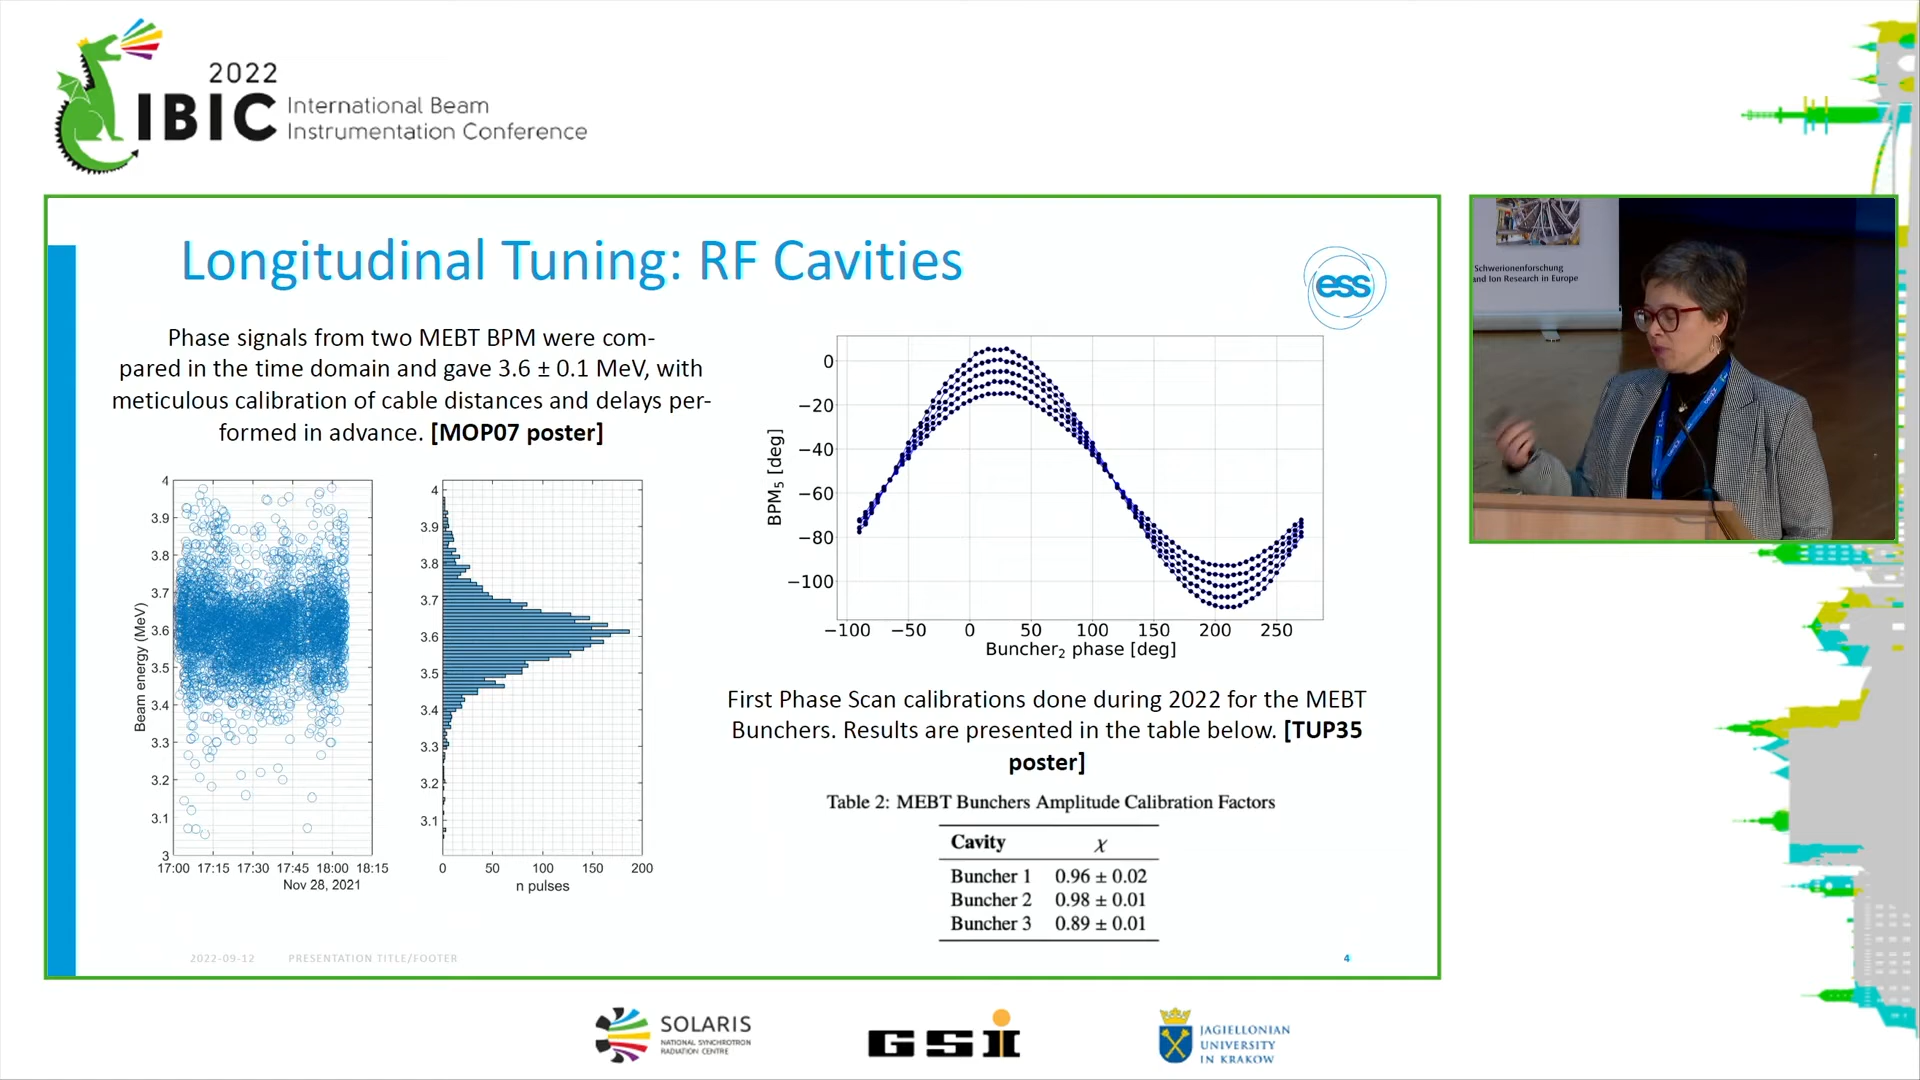 2022
IBIC
International Beam
Instrumentation Conference
Longitudinal Tuning: RF Cavities
ess
Phase signals from two MEBT BPM were com-
pared in the time domain and gave 3.6 ± 0.1 MeV, with
meticulous calibration of cable distances and delays per-
formed in advance. [MOP07 poster]
4
3.9
3.8
3.7
3.6
3.5
3.4
3.3
3.2
3.1
3
Beam energy (MeV)
17:00 17:15 17:30 17:45 18:00 18:15
Nov 28, 2021
4
3.9
3.8
3.7
3.6
3.5
3.4
3.3
3.2
3.1
0 50 100 150 200
n pulses
0
−20
−40
−60
−80
−100
BPM5 [deg]
−100 −50 0 50 100 150 200 250
Buncher2 phase [deg]
First Phase Scan calibrations done during 2022 for the MEBT
Bunchers. Results are presented in the table below. [TUP35
poster]
Table 2: MEBT Bunchers Amplitude Calibration Factors
Cavity χ
Buncher 1 0.96 ± 0.02
Buncher 2 0.98 ± 0.01
Buncher 3 0.89 ± 0.01
2022-09-12 PRESENTATION TITLE/FOOTER 4
Schwerionenforschung
and Ion Research in Europe
SOLARIS
NATIONAL SYNCHROTRON
RADIATION CENTRE
GSI
JAGIELLONIAN
UNIVERSITY
IN KRAKOW